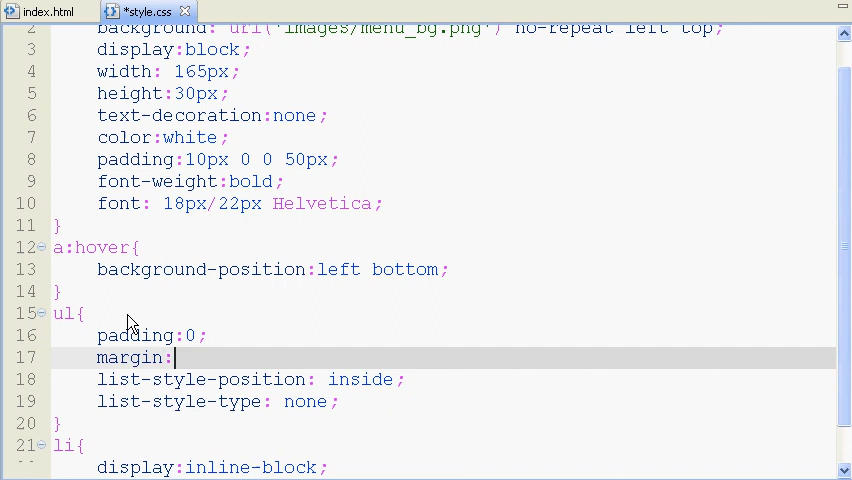 index.html *style.css
2 background: url('images/menu_bg.png') no-repeat left top;
3 display:block;
4 width: 165px;
5 height:30px;
6 text-decoration:none;
7 color:white;
8 padding:10px 0 0 50px;
9 font-weight:bold;
10 font: 18px/22px Helvetica;
11 }
12 a:hover{
13 background-position:left bottom;
14 }
15 ul{
16 padding:0;
17 margin:
18 list-style-position: inside;
19 list-style-type: none;
20 }
21 li{
display:inline-block;